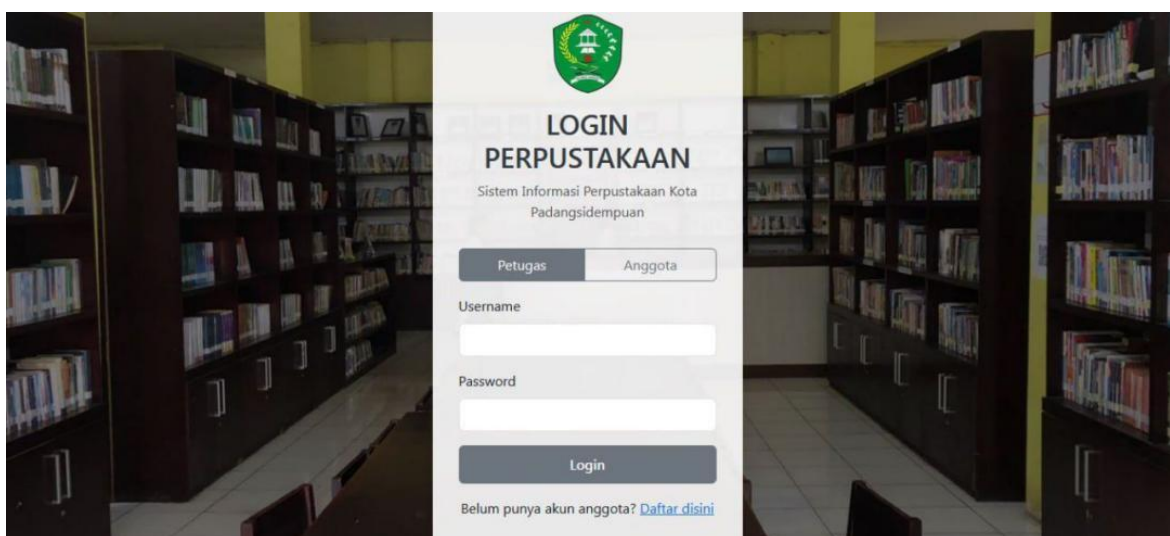 LOGIN
PERPUSTAKAAN
Sistem Informasi Perpustakaan Kota
Padangsidempuan
Petugas Anggota
Username
Password
Login
Belum punya akun anggota? Daftar disini